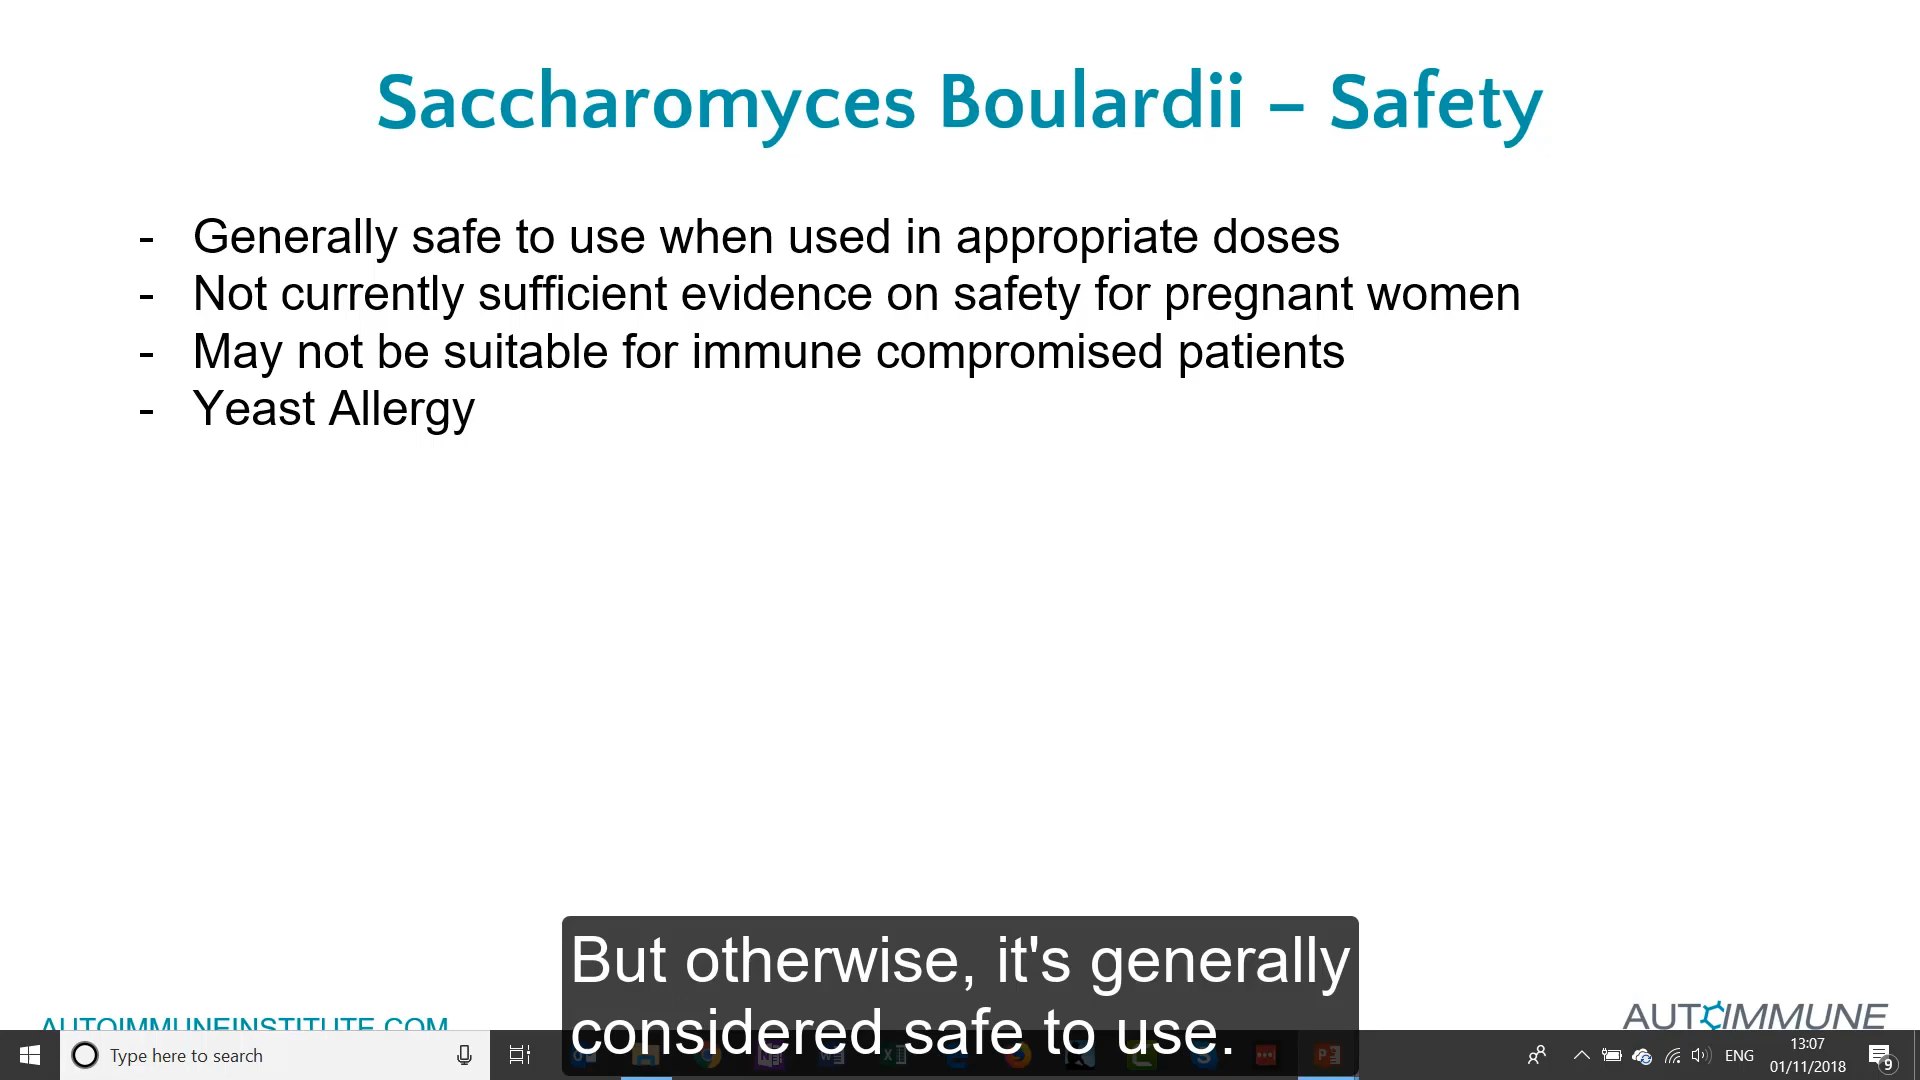 Saccharomyces Boulardii – Safety
- Generally safe to use when used in appropriate doses
- Not currently sufficient evidence on safety for pregnant women
- May not be suitable for immune compromised patients
- Yeast Allergy
But otherwise, it's generally
considered safe to use.
AUTOIMMUNEINSTITUTE.COM
AUTOIMMUNE
Type here to search
ENG
13:07
01/11/2018
9